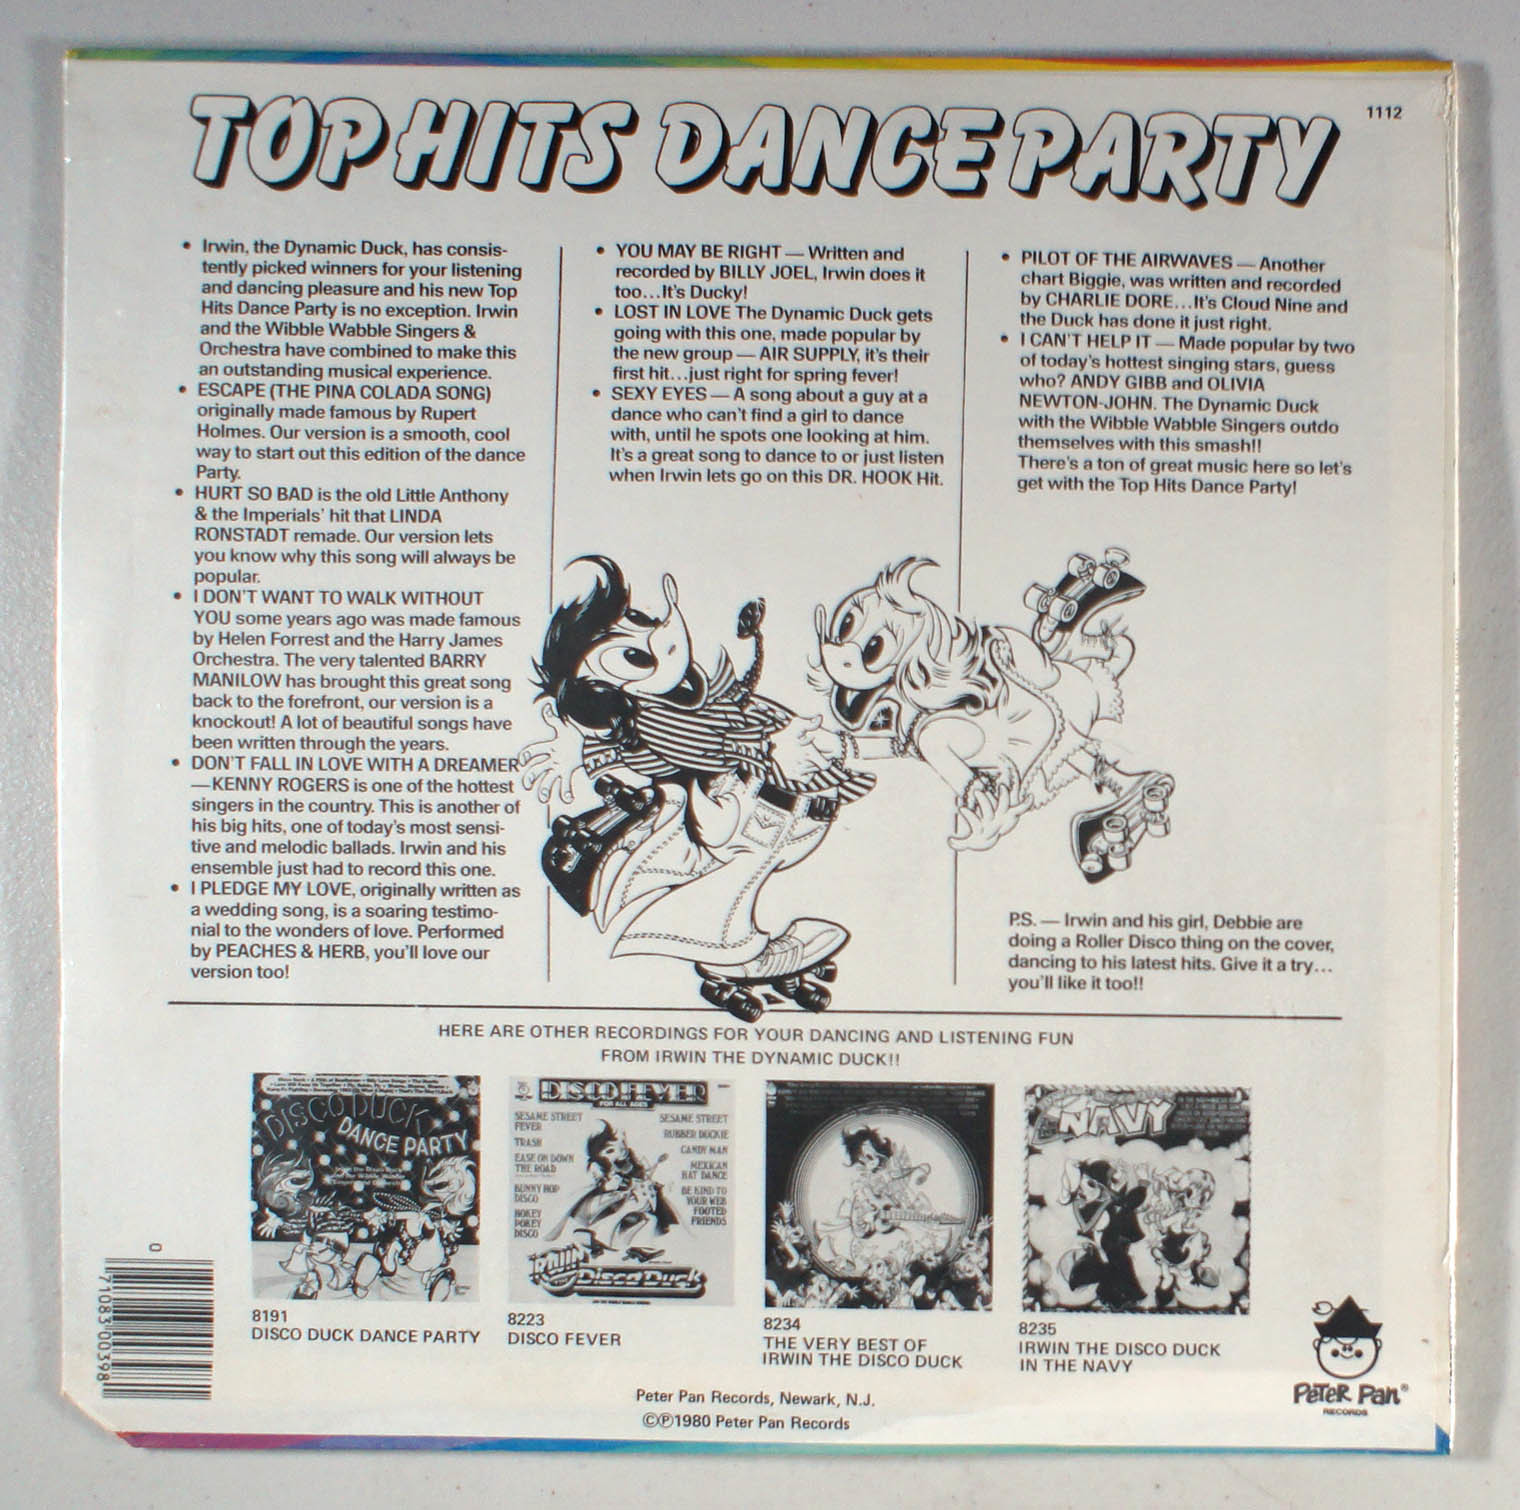 TOP HITS DANCE PARTY
1112
• Irwin, the Dynamic Duck, has consis-
tently picked winners for your listening
and dancing pleasure and his new Top
Hits Dance Party is no exception. Irwin
and the Wibble Wabble Singers &
Orchestra have combined to make this
an outstanding musical experience.
• ESCAPE (THE PINA COLADA SONG)
originally made famous by Rupert
Holmes. Our version is a smooth, cool
way to start out this edition of the dance
Party.
• HURT SO BAD is the old Little Anthony
& the Imperials' hit that LINDA
RONSTADT remade. Our version lets
you know why this song will always be
popular.
• I DON'T WANT TO WALK WITHOUT
YOU some years ago was made famous
by Helen Forrest and the Harry James
Orchestra. The very talented BARRY
MANILOW has brought this great song
back to the forefront, our version is a
knockout! A lot of beautiful songs have
been written through the years.
• DON'T FALL IN LOVE WITH A DREAMER
—KENNY ROGERS is one of the hottest
singers in the country. This is another of
his big hits, one of today's most sensi-
tive and melodic ballads. Irwin and his
ensemble just had to record this one.
• I PLEDGE MY LOVE, originally written as
a wedding song, is a soaring testimo-
nial to the wonders of love. Performed
by PEACHES & HERB, you'll love our
version too!
• YOU MAY BE RIGHT — Written and
recorded by BILLY JOEL, Irwin does it
too...It's Ducky!
• LOST IN LOVE The Dynamic Duck gets
going with this one, made popular by
the new group — AIR SUPPLY, it's their
first hit...just right for spring fever!
• SEXY EYES — A song about a guy at a
dance who can't find a girl to dance
with, until he spots one looking at him.
It's a great song to dance to or just listen
when Irwin lets go on this DR. HOOK Hit.
• PILOT OF THE AIRWAVES — Another
chart Biggie, was written and recorded
by CHARLIE DORE...It's Cloud Nine and
the Duck has done it just right.
• I CAN'T HELP IT — Made popular by two
of today's hottest singing stars, guess
who? ANDY GIBB and OLIVIA
NEWTON-JOHN. The Dynamic Duck
with the Wibble Wabble Singers outdo
themselves with this smash!!
There's a ton of great music here so let's
get with the Top Hits Dance Party!
P.S. — Irwin and his girl, Debbie are
doing a Roller Disco thing on the cover,
dancing to his latest hits. Give it a try...
you'll like it too!!
HERE ARE OTHER RECORDINGS FOR YOUR DANCING AND LISTENING FUN
FROM IRWIN THE DYNAMIC DUCK!!
DISCO DUCK
DANCE PARTY
DISCO FEVER
FOR ALL AGES
SESAME STREET
FEVER
TRASH
EASE ON DOWN
THE ROAD
BUNNY HOP
DISCO
HOKEY
POKEY
DISCO
SESAME STREET
RUBBER DUCKIE
CANDY MAN
MEXICAN
HAT DANCE
BE KIND TO
YOUR WEB
FOOTED
FRIENDS
IRWIN
THE
Disco Duck
NAVY
8191
DISCO DUCK DANCE PARTY
8223
DISCO FEVER
8234
THE VERY BEST OF
IRWIN THE DISCO DUCK
8235
IRWIN THE DISCO DUCK
IN THE NAVY
0
7108300398
Peter Pan Records, Newark, N.J.
©℗1980 Peter Pan Records
PETER PAN®
RECORDS